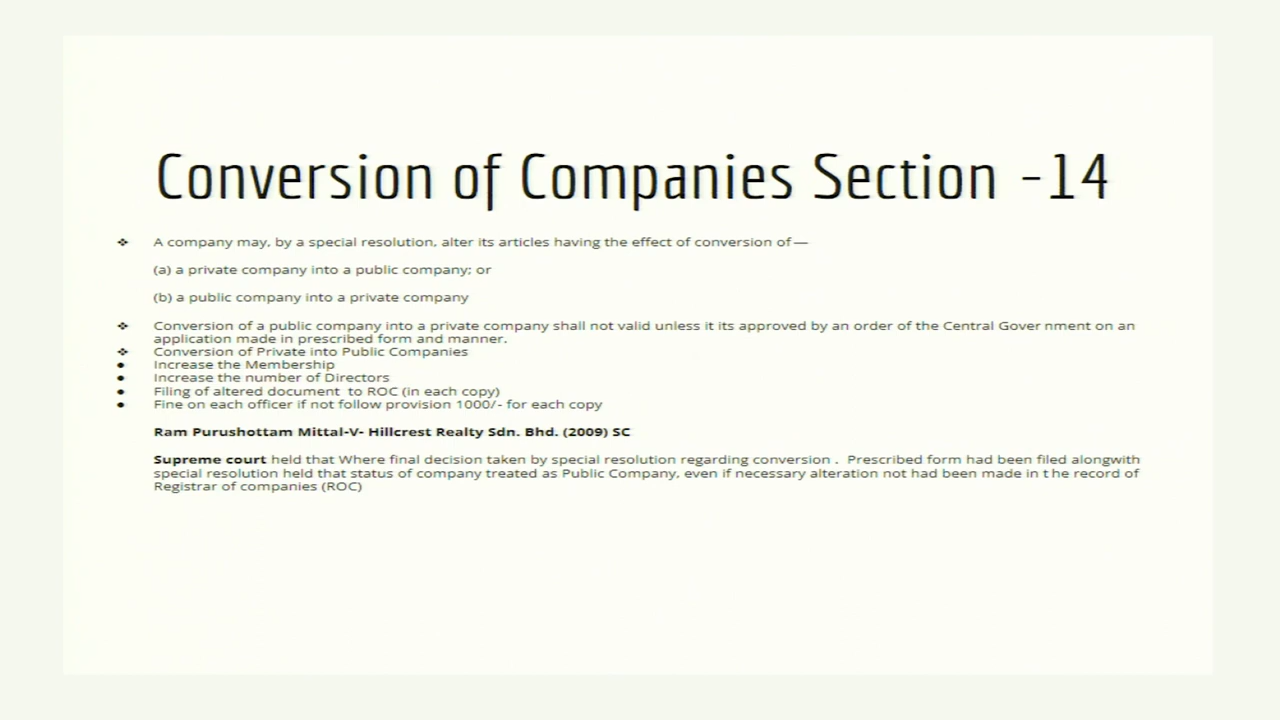 Conversion of Companies Section -14
❖ A company may, by a special resolution, alter its articles having the effect of conversion of—
(a) a private company into a public company; or
(b) a public company into a private company
❖ Conversion of a public company into a private company shall not valid unless it its approved by an order of the Central Gover nment on an
application made in prescribed form and manner.
❖ Conversion of Private into Public Companies
● Increase the Membership
● Increase the number of Directors
● Filing of altered document to ROC (in each copy)
● Fine on each officer if not follow provision 1000/- for each copy
Ram Purushottam Mittal-V- Hillcrest Realty Sdn. Bhd. (2009) SC
Supreme court held that Where final decision taken by special resolution regarding conversion . Prescribed form had been filed alongwith
special resolution held that status of company treated as Public Company, even if necessary alteration not had been made in t he record of
Registrar of companies (ROC)